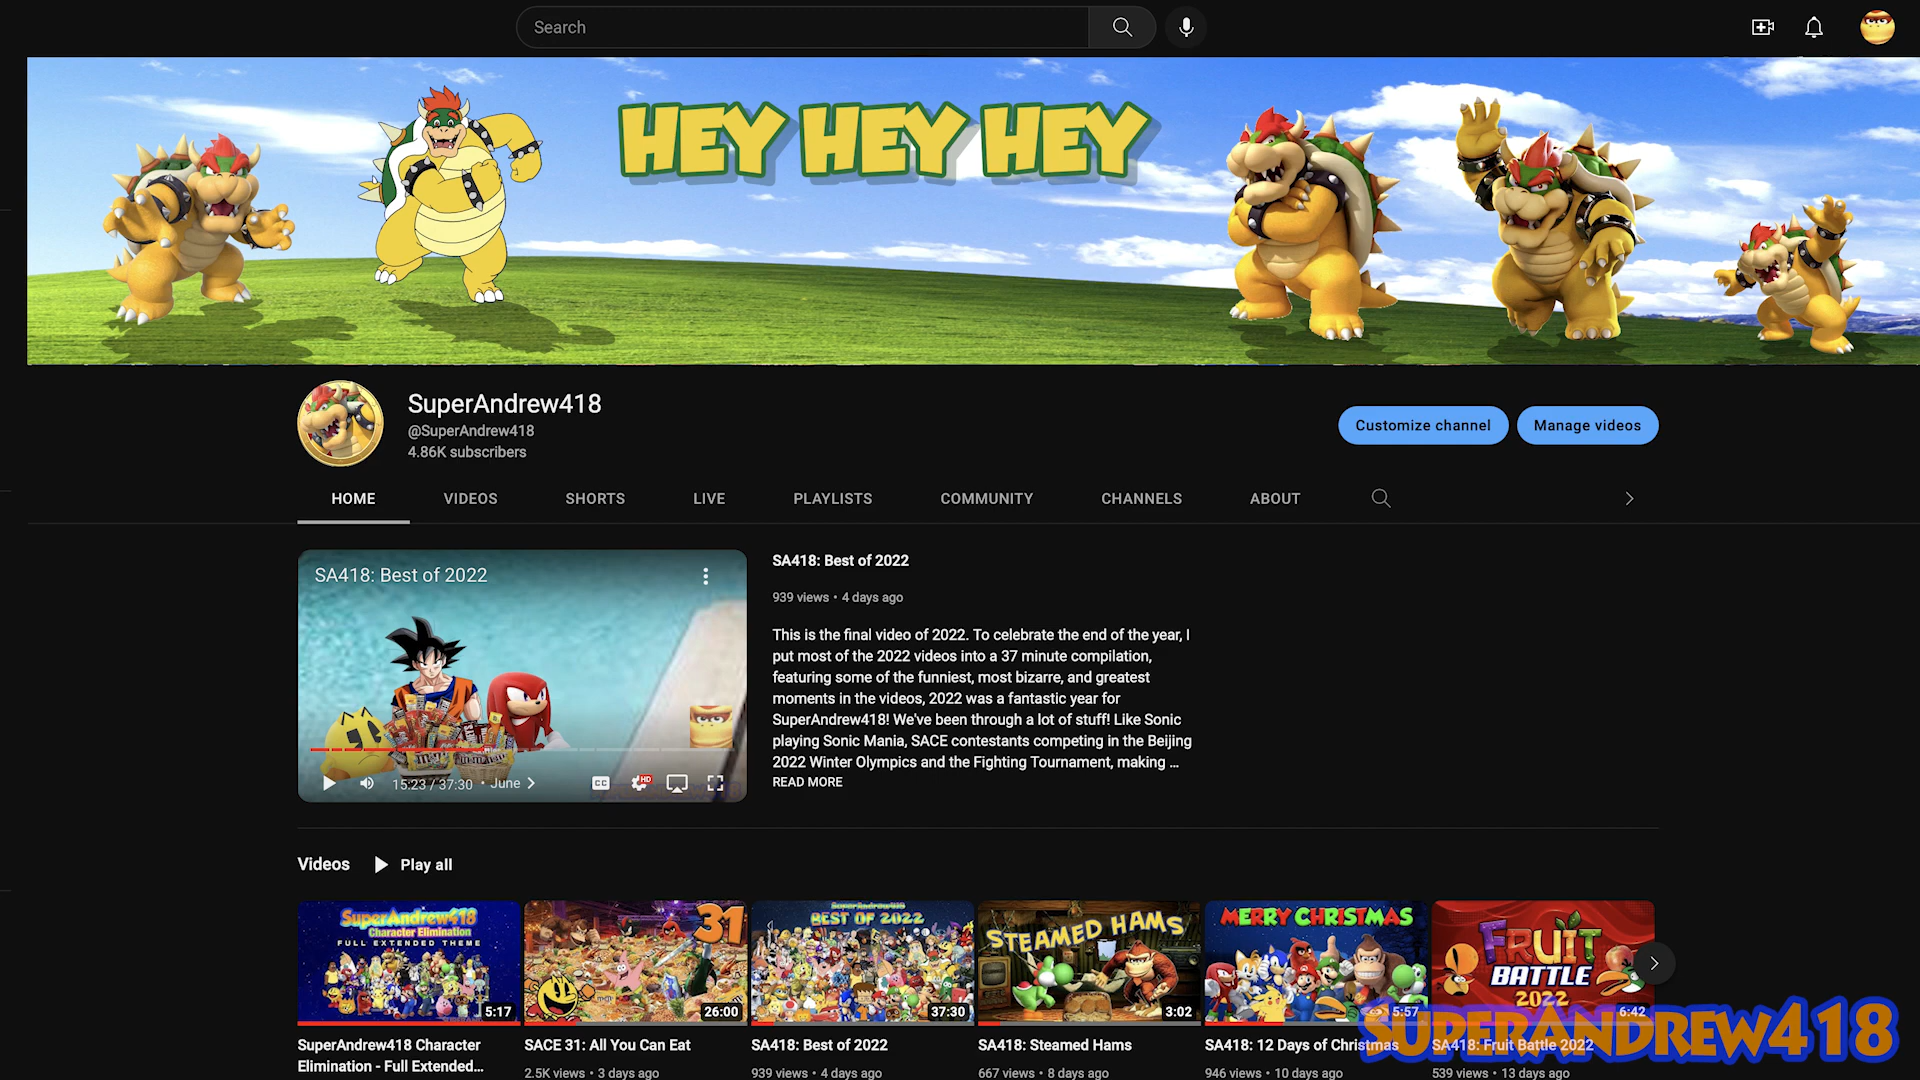 Search
HEY HEY HEY
SuperAndrew418
@SuperAndrew418
4.86K subscribers
Customize channel
Manage videos
HOME
VIDEOS
SHORTS
LIVE
PLAYLISTS
COMMUNITY
CHANNELS
ABOUT
SA418: Best of 2022
15:23 / 37:30 • June
CC
HD
SA418: Best of 2022
939 views • 4 days ago
This is the final video of 2022. To celebrate the end of the year, I
put most of the 2022 videos into a 37 minute compilation,
featuring some of the funniest, most bizarre, and greatest
moments in the videos, 2022 was a fantastic year for
SuperAndrew418! We've been through a lot of stuff! Like Sonic
playing Sonic Mania, SACE contestants competing in the Beijing
2022 Winter Olympics and the Fighting Tournament, making ...
READ MORE
Videos
Play all
SuperAndrew418
Character Elimination
FULL EXTENDED THEME
5:17
SuperAndrew418 Character
Elimination - Full Extended...
31
26:00
SACE 31: All You Can Eat
2.5K views • 3 days ago
SuperAndrew418
BEST OF 2022
37:30
SA418: Best of 2022
939 views • 4 days ago
STEAMED HAMS
3:02
SA418: Steamed Hams
667 views • 8 days ago
MERRY CHRISTMAS
5:57
SA418: 12 Days of Christmas
946 views • 10 days ago
FRUIT
BATTLE
2022
6:42
SA418: Fruit Battle 2022
539 views • 13 days ago
SUPERANDREW418